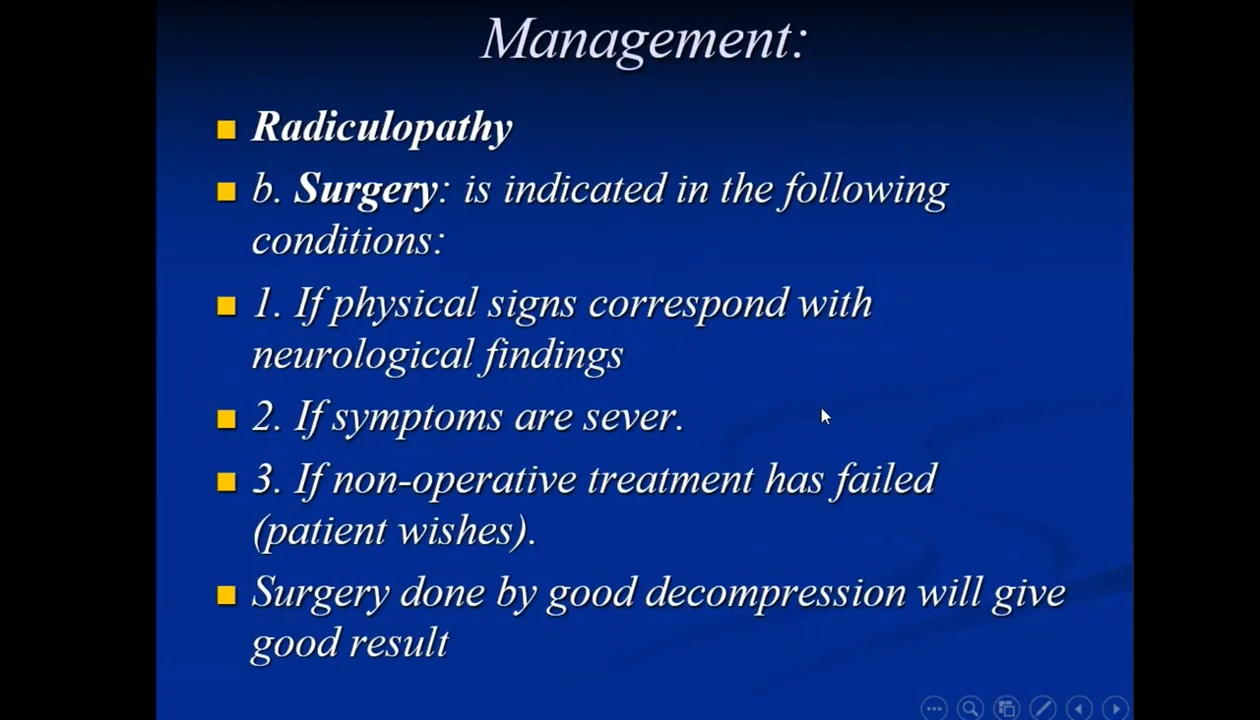 Management:
Radiculopathy
b. Surgery: is indicated in the following
conditions:
1. If physical signs correspond with
neurological findings
2. If symptoms are sever.
3. If non-operative treatment has failed
(patient wishes).
Surgery done by good decompression will give
good result